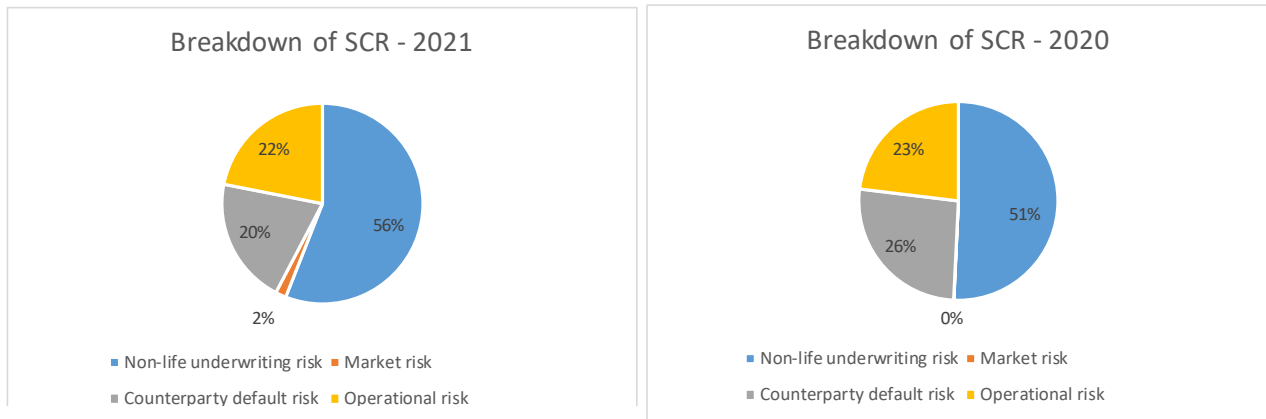 Breakdown of SCR - 2021
22%
56%
20%
2%
Non-life underwriting risk Market risk
Counterparty default risk Operational risk
Breakdown of SCR - 2020
23%
51%
26%
0%
Non-life underwriting risk Market risk
Counterparty default risk Operational risk